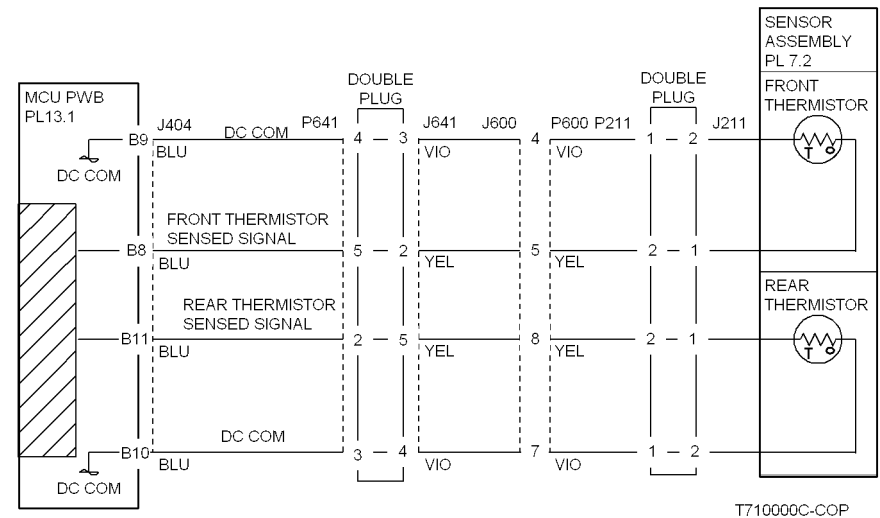 SENSOR
ASSEMBLY
PL 7.2
DOUBLE
PLUG
DOUBLE
PLUG
FRONT
THERMISTOR
MCU PWB
PL13.1
B9 J404 DC COM P641 4 – 3 J641 J600 4 P600 P211 1 – 2 J211
BLU VIO VIO
T O
DC COM
FRONT THERMISTOR
SENSED SIGNAL
B8 5 – 2 5 2 – 1
BLU YEL YEL
REAR
THERMISTOR
REAR THERMISTOR
SENSED SIGNAL
B11 2 – 5 8 2 – 1
BLU YEL YEL
T O
DC COM
B10 3 – 4 7 1 – 2
BLU VIO VIO
DC COM
T710000C-COP